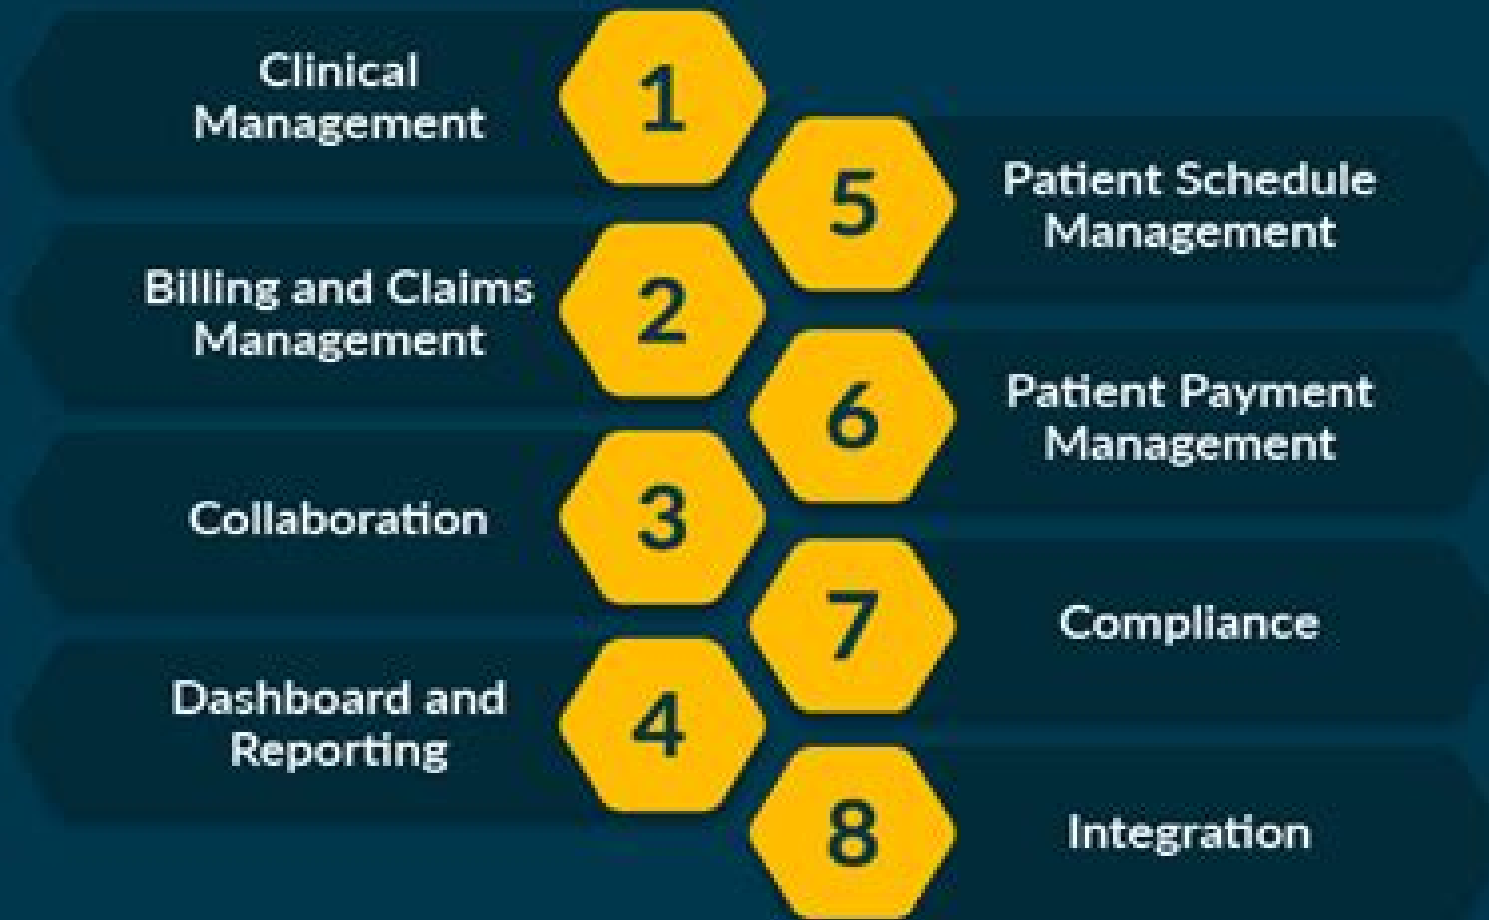 1
Clinical
Management
2
Billing and Claims
Management
3
Collaboration
4
Dashboard and
Reporting
5
Patient Schedule
Management
6
Patient Payment
Management
7
Compliance
8
Integration